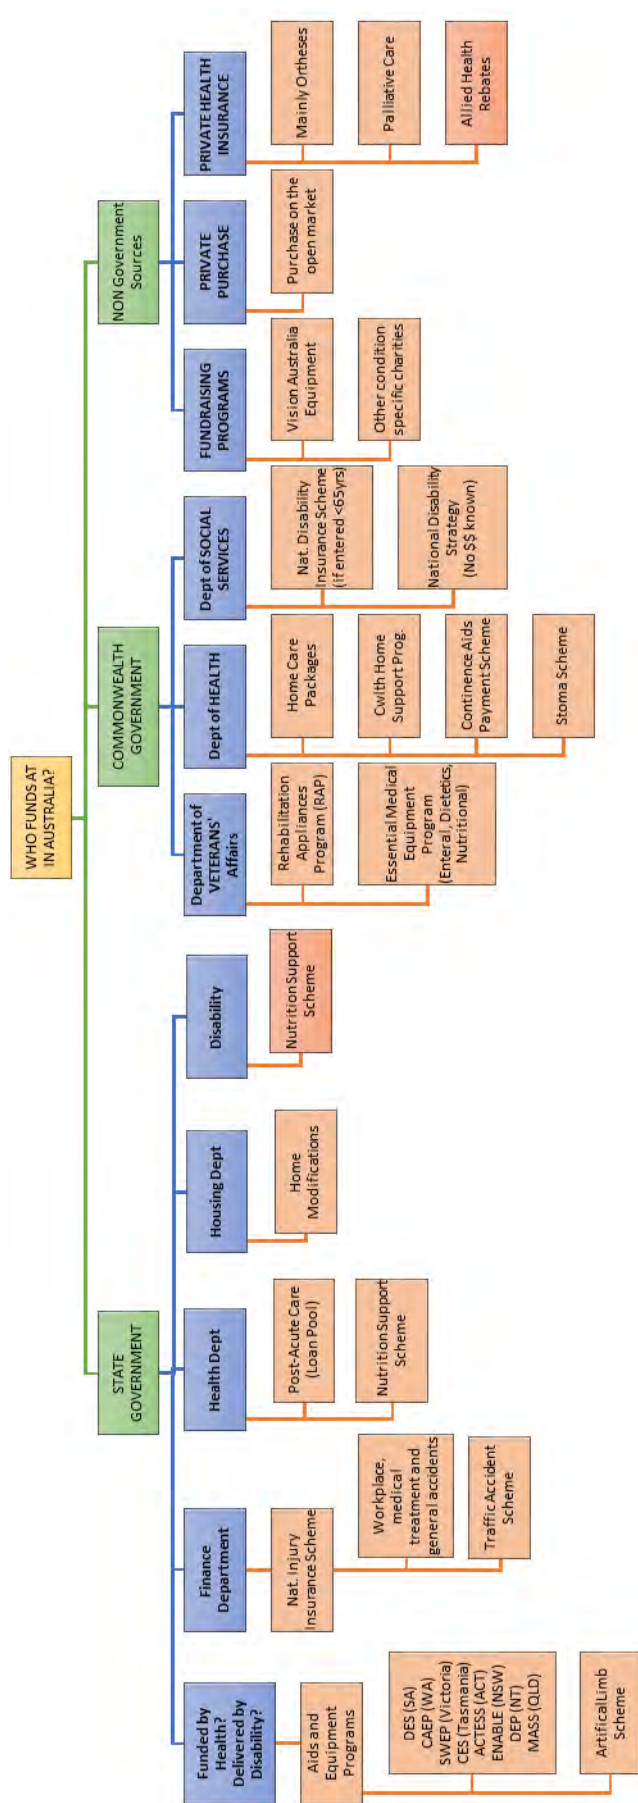 WHO FUNDS AT
IN AUSTRALIA?
STATE
GOVERNMENT
COMMONWEALTH
GOVERNMENT
NON Government
Sources
Funded by
Health?
Delivered by
Disability?
Finance
Department
Health Dept
Housing Dept
Disability
Department of
VETERANS'
Affairs
Dept of HEALTH
Dept of SOCIAL
SERVICES
FUNDRAISING
PROGRAMS
PRIVATE
PURCHASE
PRIVATE HEALTH
INSURANCE
Aids and
Equipment
Programs
DES (SA)
CAEP (WA)
SWEP (Victoria)
CES (Tasmania)
ACTESS (ACT)
ENABLE (NSW)
DEP (NT)
MASS (QLD)
Artifical Limb
Scheme
Nat. Injury
Insurance Scheme
Workplace,
medical
treatment and
general accidents
Traffic Accident
Scheme
Post-Acute Care
(Loan Pool)
Nutrition Support
Scheme
Home
Modifications
Nutrition Support
Scheme
Rehabilitation
Appliances
Program (RAP)
Essential Medical
Equipment
Program
(Enteral, Dietetics,
Nutritional)
Home Care
Packages
Cwlth Home
Support Prog.
Continence Aids
Payment Scheme
Stoma Scheme
Nat. Disability
Insurance Scheme
(if entered <65yrs)
National Disability
Strategy
(No $$ known)
Vision Australia
Equipment
Other condition
specific charities
Purchase on the
open market
Mainly Ortheses
Palliative Care
Allied Health
Rebates